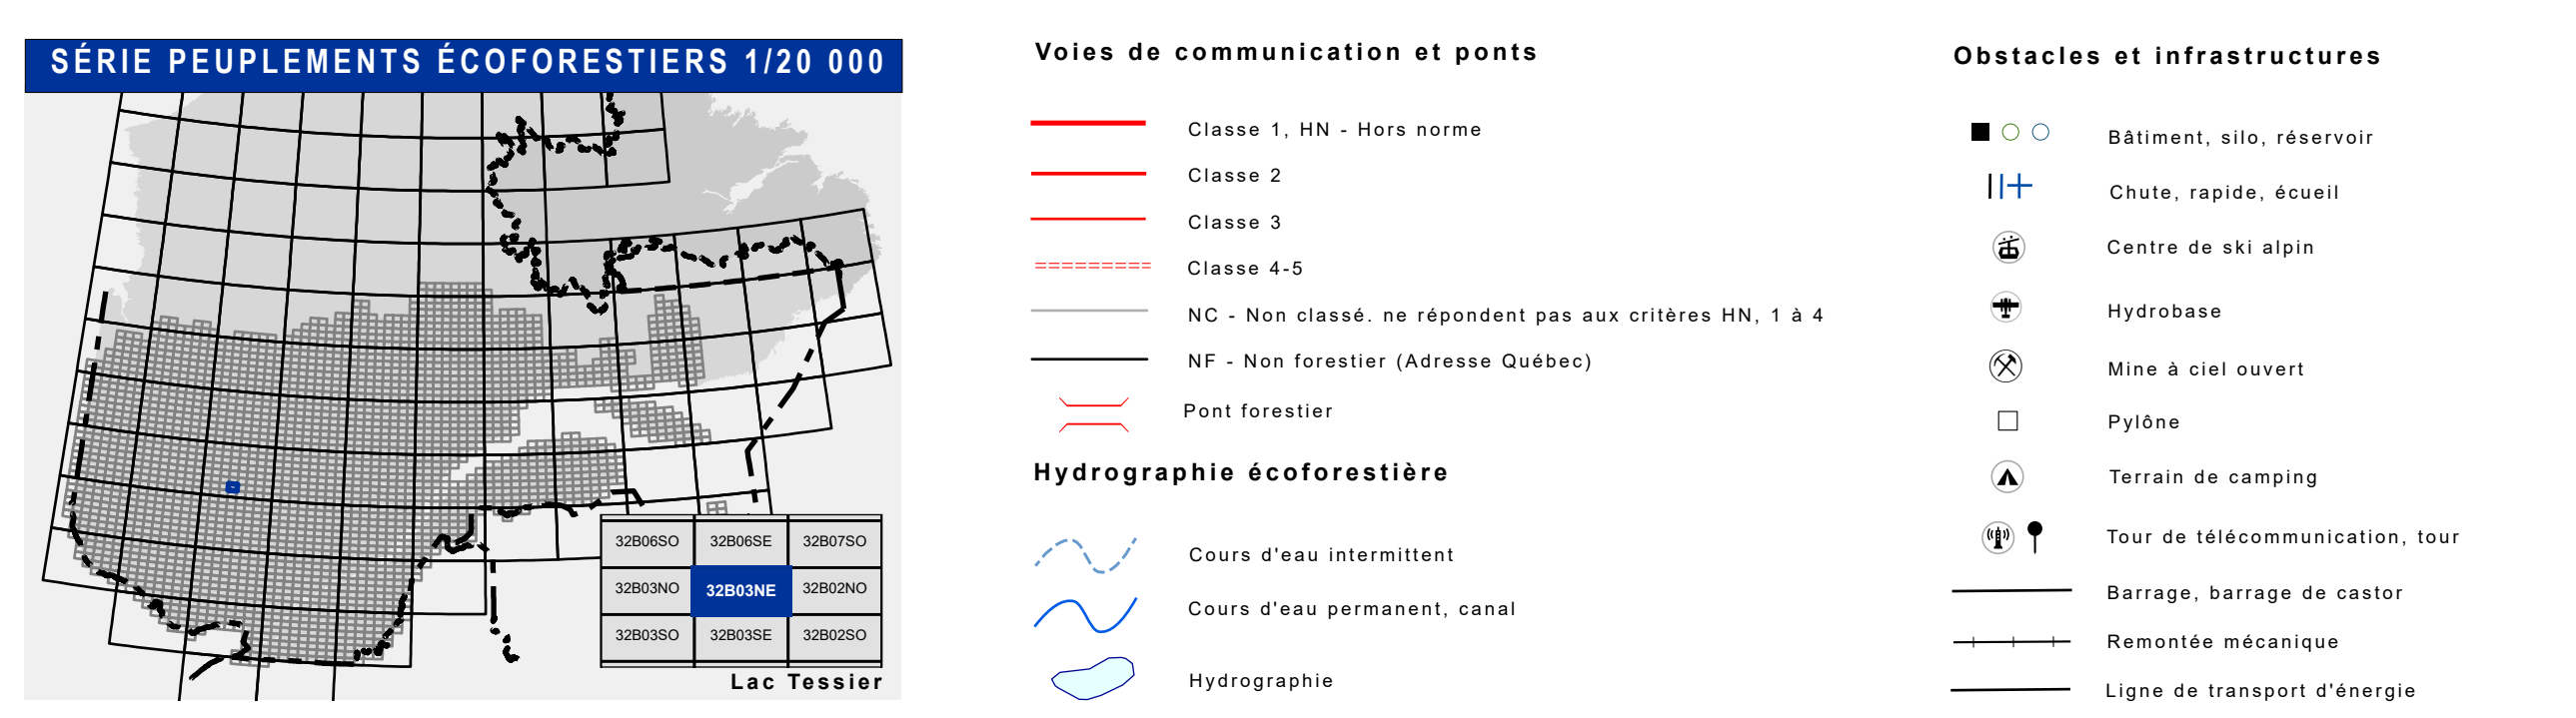 SÉRIE PEUPLEMENTS ÉCOFORESTIERS 1/20 000
32B06SO 32B06SE 32B07SO
32B03NO 32B03NE 32B02NO
32B03SO 32B03SE 32B02SO
Lac Tessier
Voies de communication et ponts
Classe 1, HN - Hors norme
Classe 2
Classe 3
Classe 4-5
NC - Non classé. ne répondent pas aux critères HN, 1 à 4
NF - Non forestier (Adresse Québec)
Pont forestier
Hydrographie écoforestière
Cours d'eau intermittent
Cours d'eau permanent, canal
Hydrographie
Obstacles et infrastructures
Bâtiment, silo, réservoir
Chute, rapide, écueil
Centre de ski alpin
Hydrobase
Mine à ciel ouvert
Pylône
Terrain de camping
Tour de télécommunication, tour
Barrage, barrage de castor
Remontée mécanique
Ligne de transport d'énergie